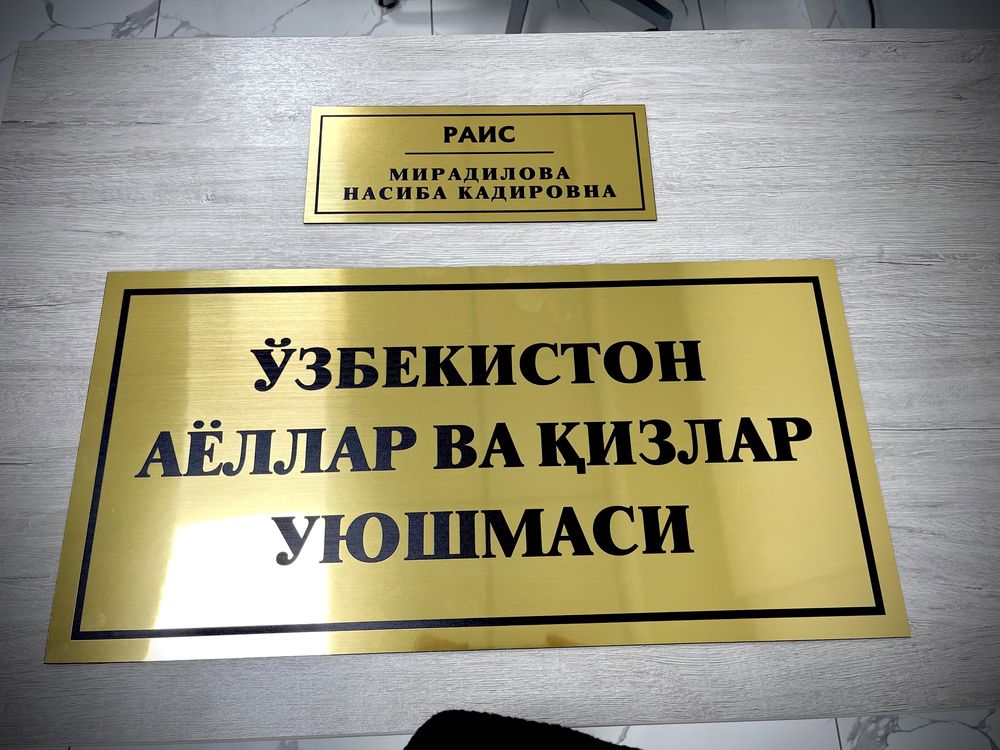 РАИС
МИРАДИЛОВА
НАСИБА КАДИРОВНА
ЎЗБЕКИСТОН
АЁЛЛАР ВА ҚИЗЛАР
УЮШМАСИ